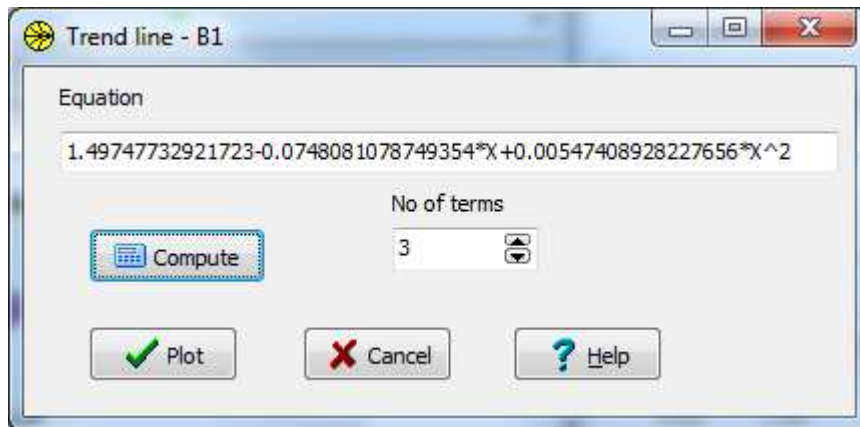 Trend line - B1
Equation
1.49747732921723-0.0748081078749354*X+0.00547408928227656*X^2
No of terms
Compute
3
Plot
Cancel
Help